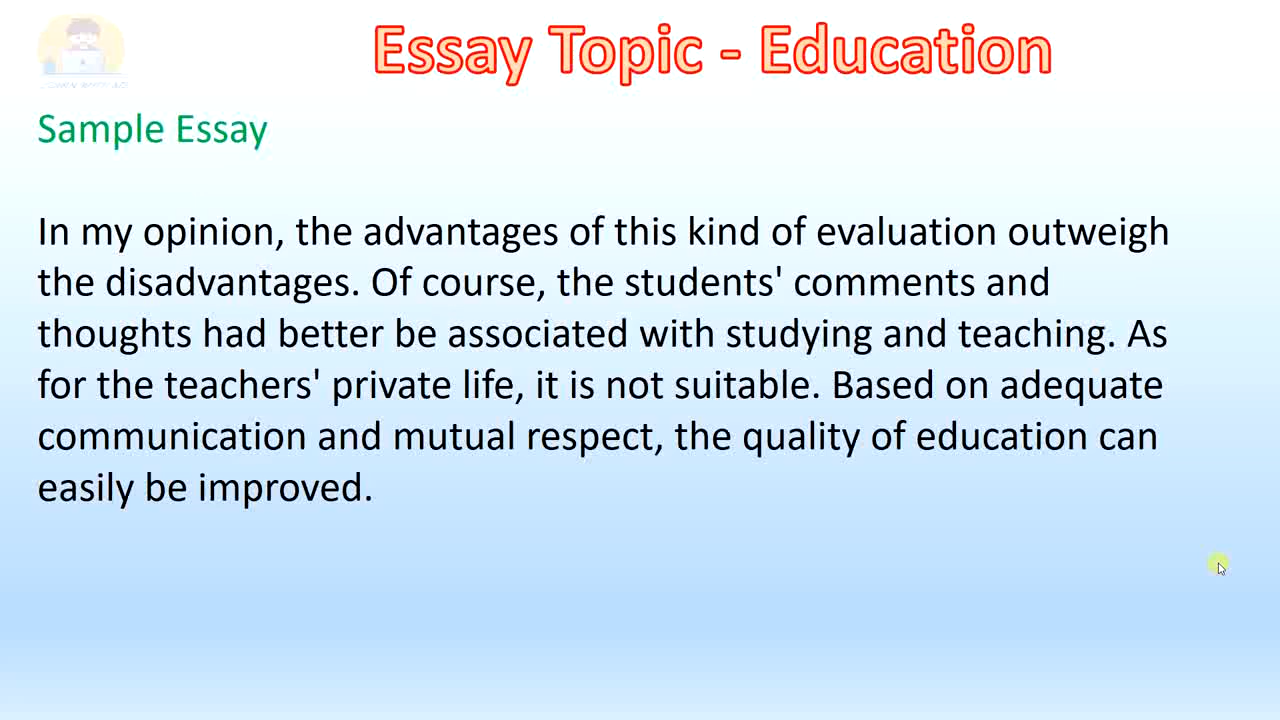 Essay Topic - Education
Sample Essay
In my opinion, the advantages of this kind of evaluation outweigh
the disadvantages. Of course, the students' comments and
thoughts had better be associated with studying and teaching. As
for the teachers' private life, it is not suitable. Based on adequate
communication and mutual respect, the quality of education can
easily be improved.